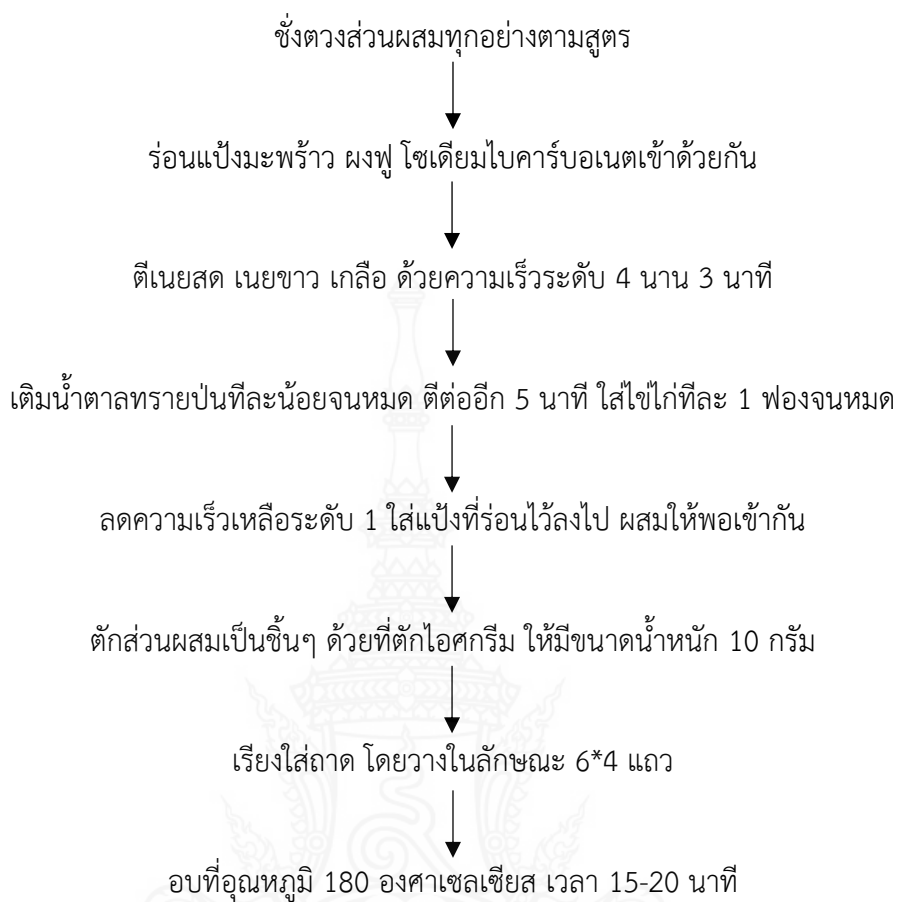 ชั่งตวงส่วนผสมทุกอย่างตามสูตร
ร่อนแป้งมะพร้าว ผงฟู โซเดียมไบคาร์บอเนตเข้าด้วยกัน
ตีเนยสด เนยขาว เกลือ ด้วยความเร็วระดับ 4 นาน 3 นาที
เติมน้ำตาลทรายป่นทีละน้อยจนหมด ตีต่ออีก 5 นาที ใส่ไข่ไก่ทีละ 1 ฟองจนหมด
ลดความเร็วเหลือระดับ 1 ใส่แป้งที่ร่อนไว้ลงไป ผสมให้พอเข้ากัน
ตักส่วนผสมเป็นชิ้นๆ ด้วยที่ตักไอศกรีม ให้มีขนาดน้ำหนัก 10 กรัม
เรียงใส่ถาด โดยวางในลักษณะ 6*4 แถว
อบที่อุณหภูมิ 180 องศาเซลเซียส เวลา 15-20 นาที